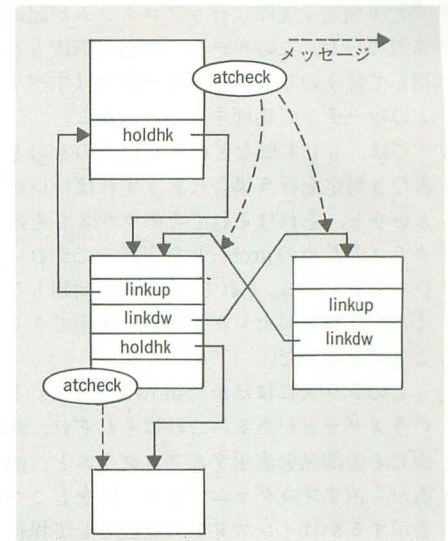 メッセージ
atcheck
holdhk
linkup
linkdw
holdhk
linkup
linkdw
atcheck